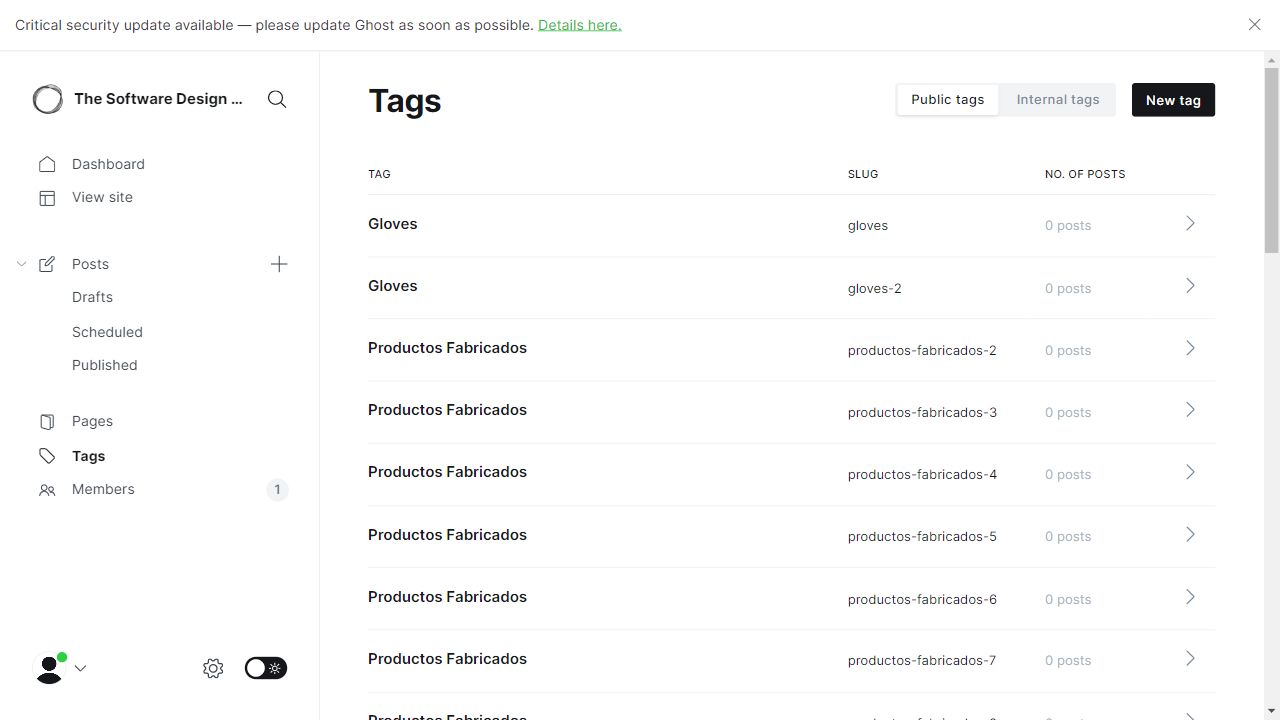 Critical security update available — please update Ghost as soon as possible. Details here.
The Software Design ...
Dashboard
View site
Posts
Drafts
Scheduled
Published
Pages
Tags
Members 1
Tags
Public tags Internal tags New tag
TAG SLUG NO. OF POSTS
Gloves gloves 0 posts
Gloves gloves-2 0 posts
Productos Fabricados productos-fabricados-2 0 posts
Productos Fabricados productos-fabricados-3 0 posts
Productos Fabricados productos-fabricados-4 0 posts
Productos Fabricados productos-fabricados-5 0 posts
Productos Fabricados productos-fabricados-6 0 posts
Productos Fabricados productos-fabricados-7 0 posts
Productos Fabricados